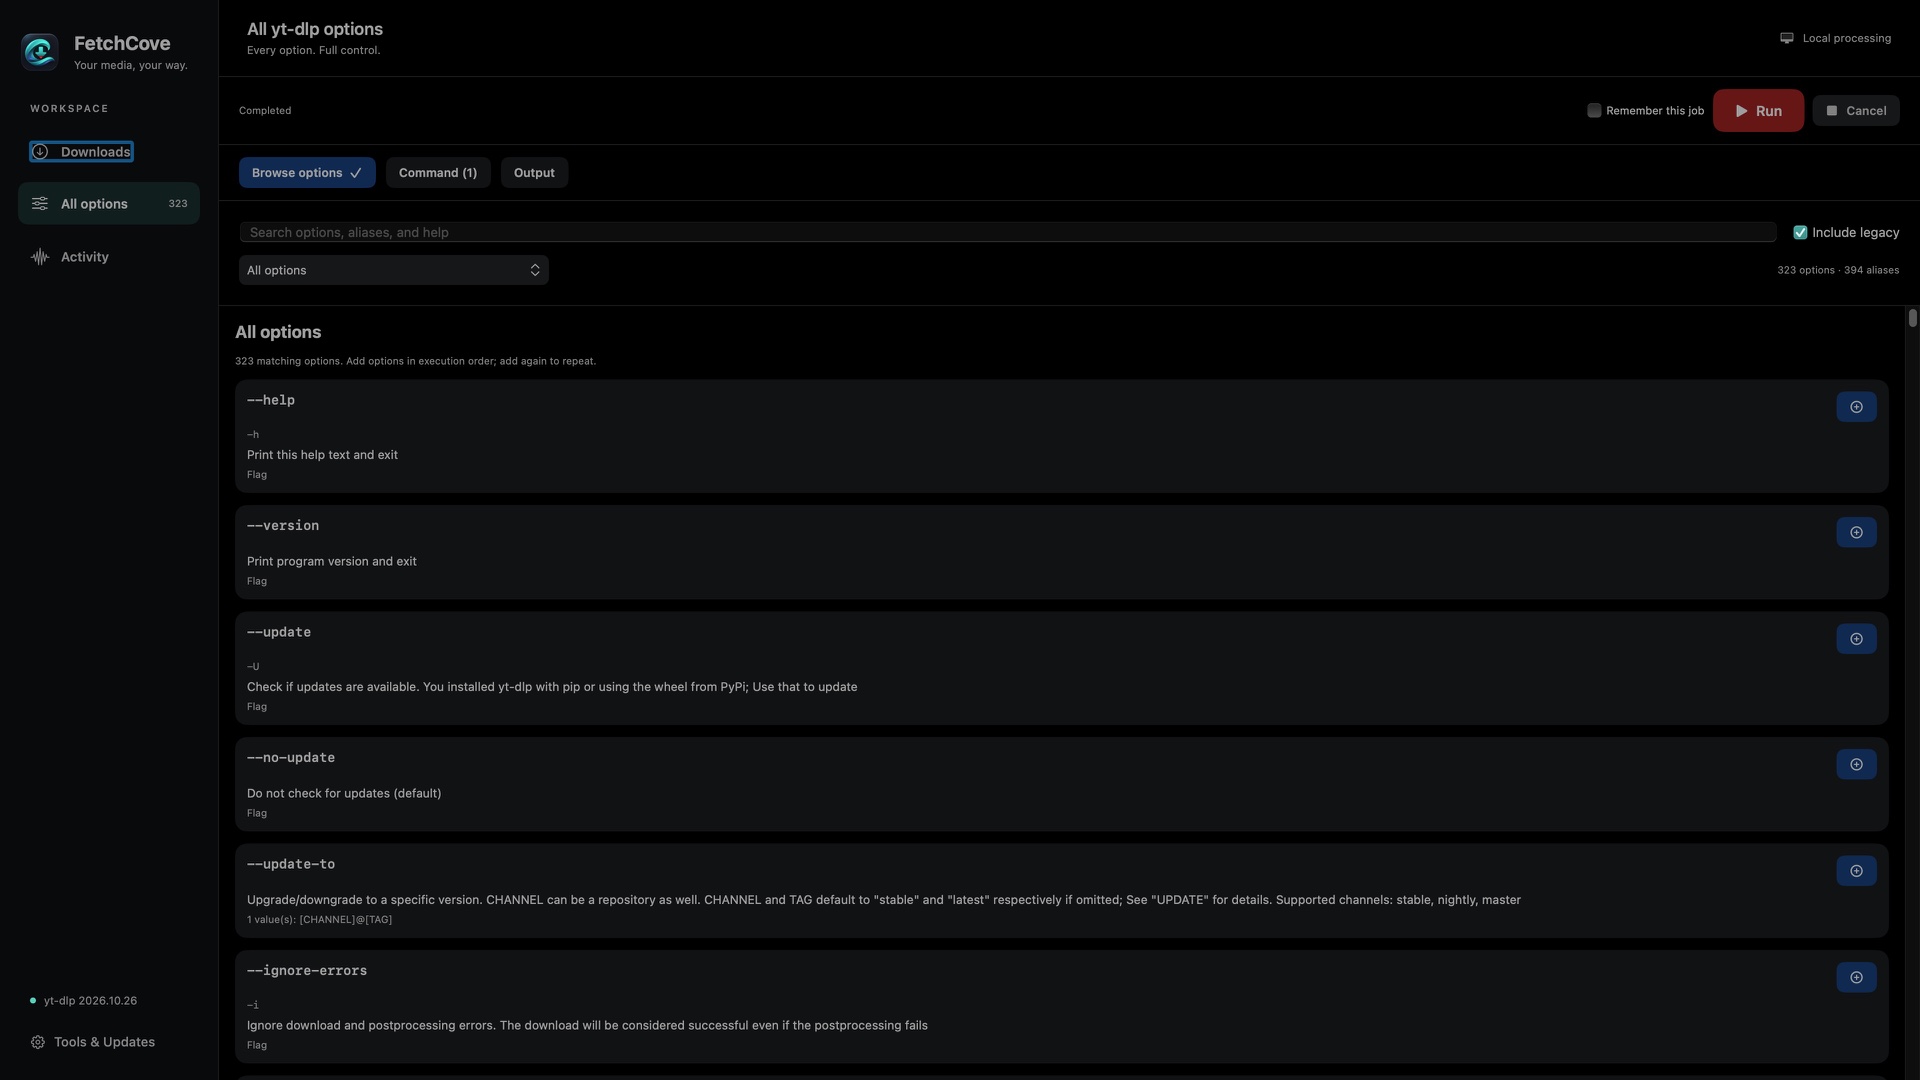 FetchCove
Your media, your way.
WORKSPACE
Downloads
All options 323
Activity
yt-dlp 2026.10.26
Tools & Updates
All yt-dlp options
Every option. Full control.
Local processing
Completed
Remember this job
Run
Cancel
Browse options
Command (1)
Output
Search options, aliases, and help
Include legacy
All options
323 options · 394 aliases
All options
323 matching options. Add options in execution order; add again to repeat.
--help
-h
Print this help text and exit
Flag
--version
Print program version and exit
Flag
--update
-U
Check if updates are available. You installed yt-dlp with pip or using the wheel from PyPi; Use that to update
Flag
--no-update
Do not check for updates (default)
Flag
--update-to
Upgrade/downgrade to a specific version. CHANNEL can be a repository as well. CHANNEL and TAG default to "stable" and "latest" respectively if omitted; See "UPDATE" for details. Supported channels: stable, nightly, master
1 value(s): [CHANNEL]@[TAG]
--ignore-errors
-i
Ignore download and postprocessing errors. The download will be considered successful even if the postprocessing fails
Flag